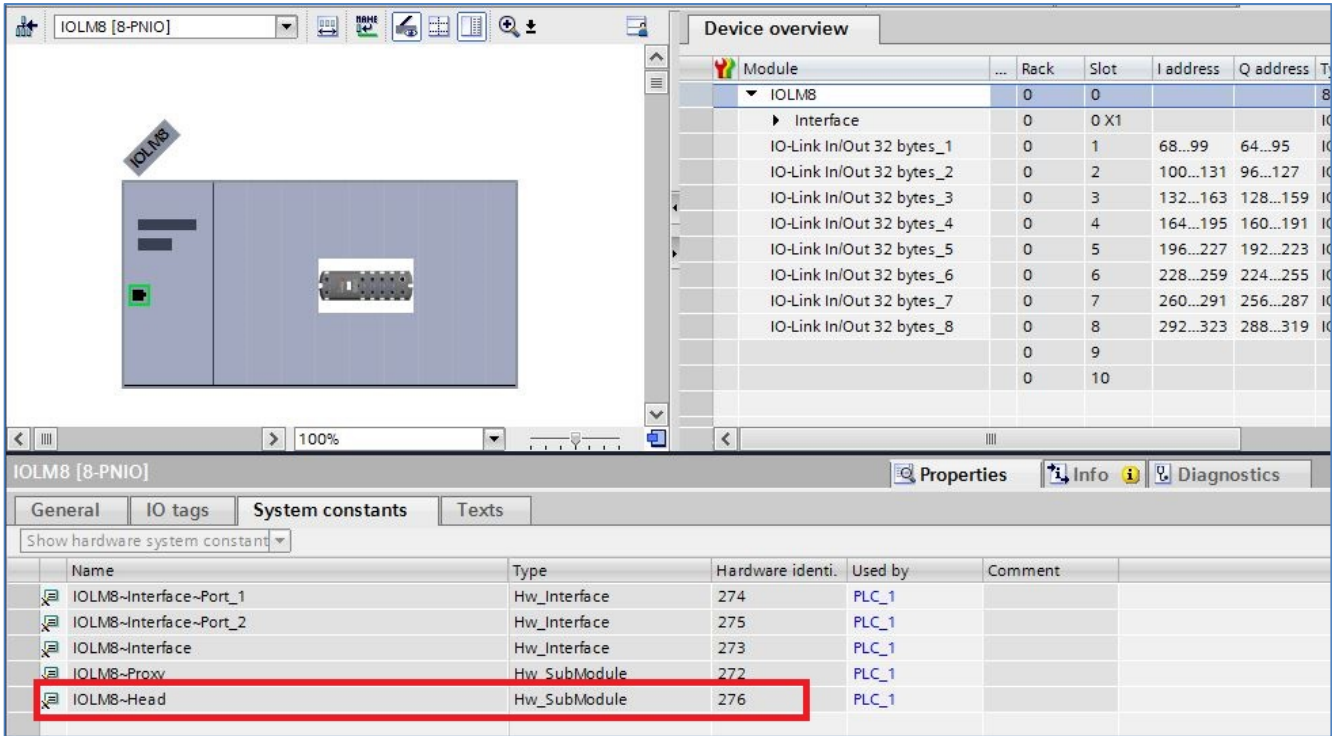 IOLM8 [8-PNIO]
Device overview
Module ... Rack Slot I address Q address
IOLM8 0 0 8
Interface 0 0 X1
IO-Link In/Out 32 bytes_1 0 1 68...99 64...95
IO-Link In/Out 32 bytes_2 0 2 100...131 96...127
IO-Link In/Out 32 bytes_3 0 3 132...163 128...159
IO-Link In/Out 32 bytes_4 0 4 164...195 160...191
IO-Link In/Out 32 bytes_5 0 5 196...227 192...223
IO-Link In/Out 32 bytes_6 0 6 228...259 224...255
IO-Link In/Out 32 bytes_7 0 7 260...291 256...287
IO-Link In/Out 32 bytes_8 0 8 292...323 288...319
0 9
0 10
IOLM8
100%
IOLM8 [8-PNIO]
Properties Info Diagnostics
General IO tags System constants Texts
Show hardware system constant
Name Type Hardware identi. Used by Comment
IOLM8~Interface~Port_1 Hw_Interface 274 PLC_1
IOLM8~Interface~Port_2 Hw_Interface 275 PLC_1
IOLM8~Interface Hw_Interface 273 PLC_1
IOLM8~Proxy Hw_SubModule 272 PLC_1
IOLM8~Head Hw_SubModule 276 PLC_1